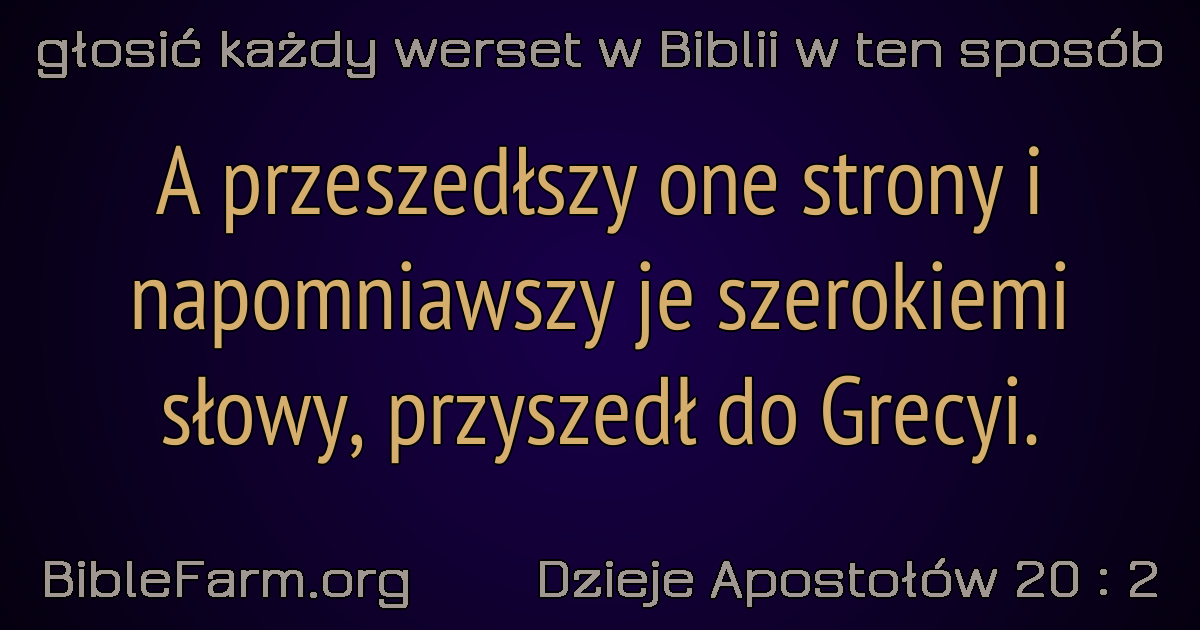 głosić każdy werset w Biblii w ten sposób
A przeszedłszy one strony i
napomniawszy je szerokiemi
słowy, przyszedł do Grecyi.
BibleFarm.org
Dzieje Apostołów 20 : 2